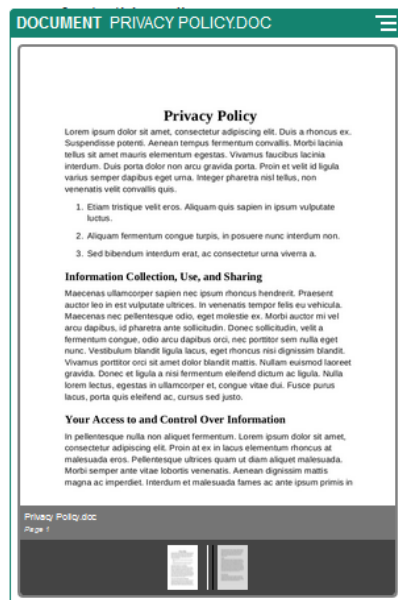 DOCUMENT PRIVACY POLICY.DOC
Privacy Policy
Lorem ipsum dolor sit amet, consectetur adipiscing elit. Duis a rhoncus ex.
Suspendisse potenti. Aenean tempus fermentum convallis. Morbi lacinia
tellus sit amet mauris elementum egestas. Vivamus faucibus lacinia
interdum. Duis porta dolor non arcu gravida porta. Proin et velit id ligula
varius semper dapibus eget urna. Integer pharetra nisl tellus, non
venenatis velit convallis quis.
1. Etiam tristique velit eros. Aliquam quis sapien in ipsum vulputate
luctus.
2. Aliquam fermentum congue turpis, in posuere nunc interdum non.
3. Sed bibendum interdum erat, ac consectetur urna viverra a.
Information Collection, Use, and Sharing
Maecenas ullamcorper sapien nec ipsum rhoncus hendrerit. Praesent
auctor leo in est vulputate ultrices. In venenatis tempor felis eu vehicula.
Maecenas nec pellentesque odio, eget molestie ex. Morbi auctor mi vel
arcu dapibus, id pharetra ante sollicitudin. Donec sollicitudin, velit a
fermentum congue, odio arcu dapibus orci, nec porttitor sem nulla eget
nunc. Vestibulum blandit ligula lacus, eget rhoncus nisi dignissim blandit.
Vivamus porttitor orci sit amet dolor blandit mattis. Nullam euismod laoreet
gravida. Donec et ligula a nisi fermentum eleifend dictum ac ligula. Nulla
lorem lectus, egestas in ullamcorper et, congue vitae dui. Fusce purus
lacus, porta quis eleifend ac, cursus sed justo.
Your Access to and Control Over Information
In pellentesque nulla non aliquet fermentum. Lorem ipsum dolor sit amet,
consectetur adipiscing elit. Proin at ex in lacus elementum rhoncus at
malesuada eros. Pellentesque ultrices quam ut diam aliquet malesuada.
Morbi semper ante vitae lobortis venenatis. Aenean dignissim mattis
magna ac imperdiet. Interdum et malesuada fames ac ante ipsum primis in
Privacy Policy.doc
Page 1